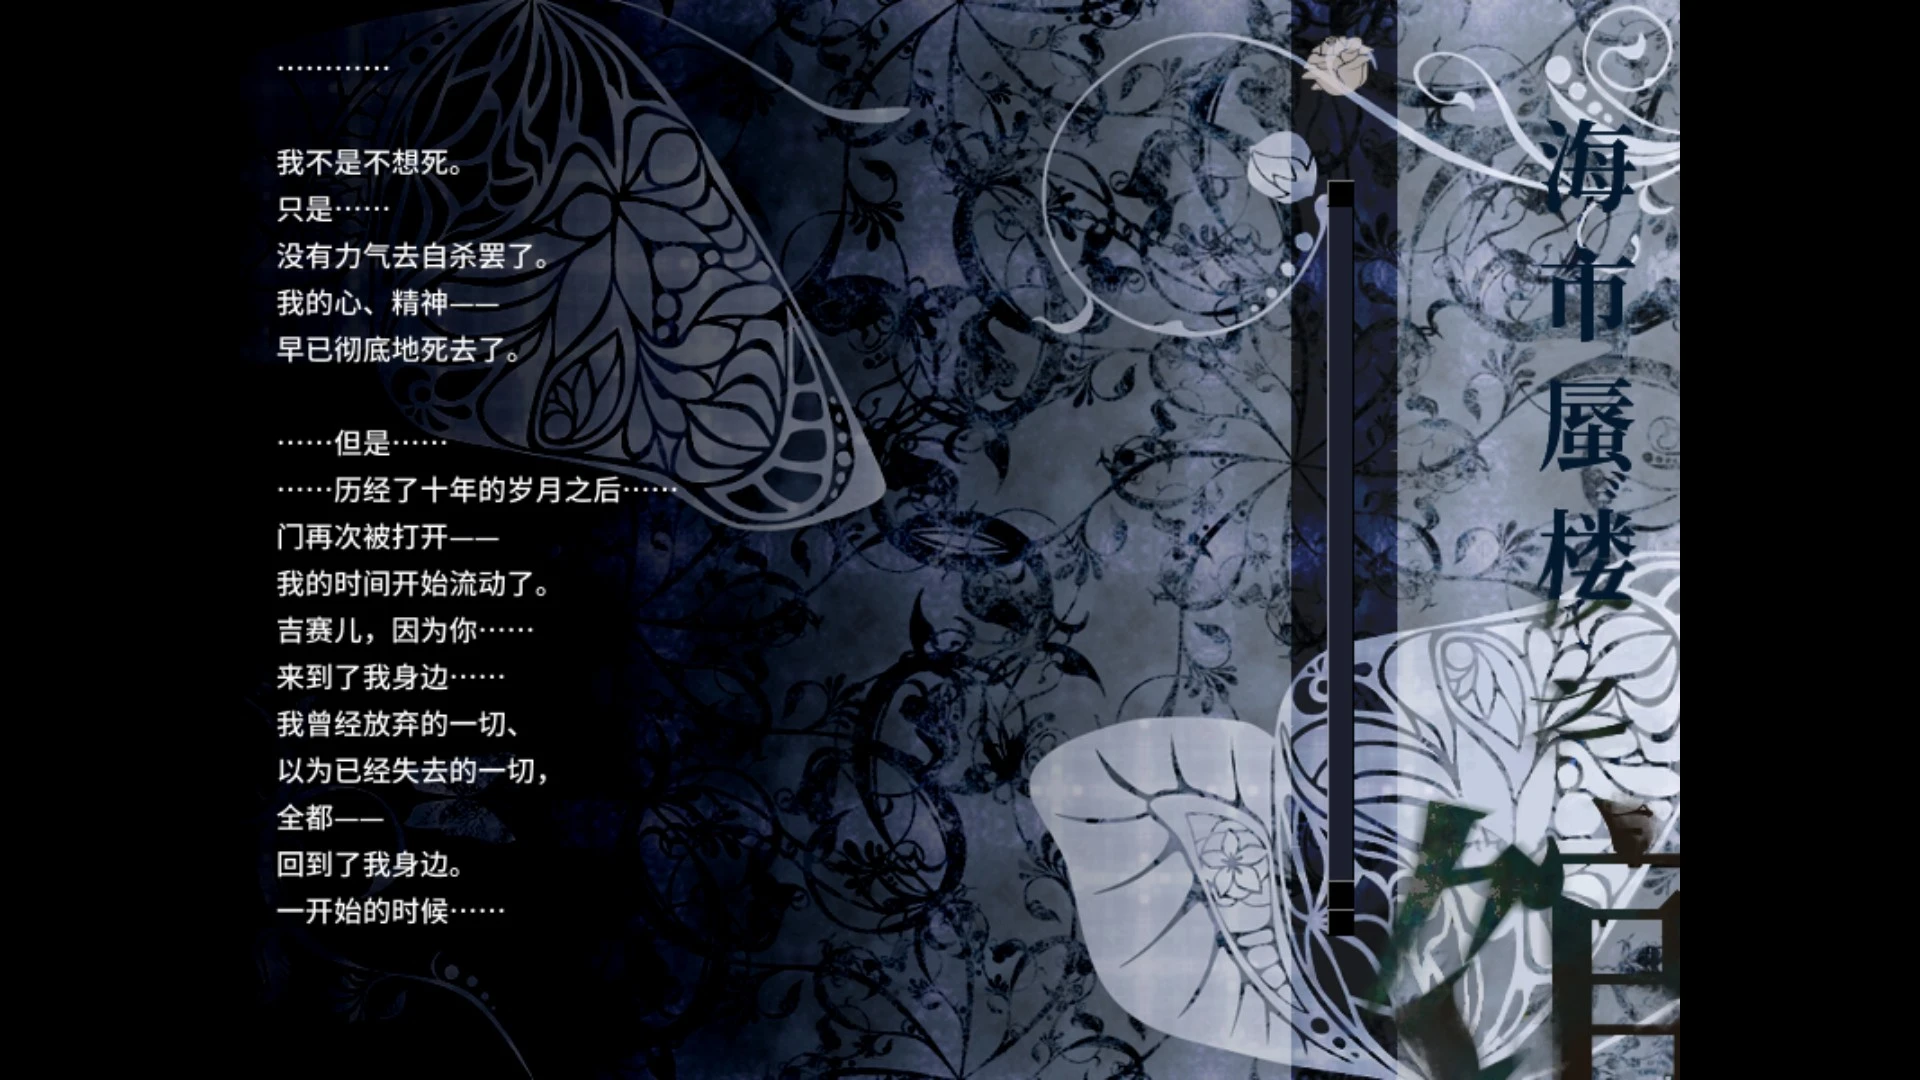 …………
我不是不想死。
只是……
没有力气去自杀罢了。
我的心、精神——
早已彻底地死去了。
……但是……
……历经了十年的岁月之后……
门再次被打开——
我的时间开始流动了。
吉赛儿，因为你……
来到了我身边……
我曾经放弃的一切、
以为已经失去的一切，
全都——
回到了我身边。
一开始的时候……
海市蜃楼之馆